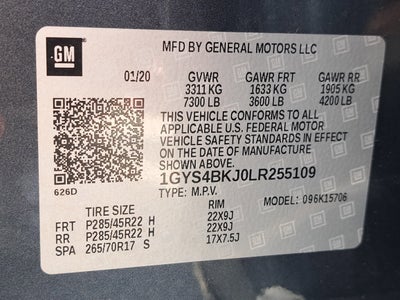 GM
MFD BY GENERAL MOTORS LLC
01/20 GVWR GAWR FRT GAWR RR
3311 KG 1633 KG 1905 KG
7300 LB 3600 LB 4200 LB
THIS VEHICLE CONFORMS TO ALL
APPLICABLE U.S. FEDERAL MOTOR
VEHICLE SAFETY STANDARDS IN EFFECT
ON THE DATE OF MANUFACTURE
SHOWN ABOVE.
1GYS4BKJ0LR255109
626D TYPE: M.P.V. MODEL: 096K15706
TIRE SIZE RIM
FRT P285/45R22 H 22X9J
RR P285/45R22 H 22X9J
SPA 265/70R17 S 17X7.5J